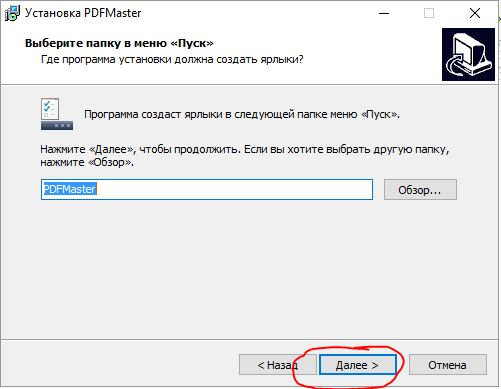 Установка PDFMaster
Выберите папку в меню «Пуск»
Где программа установки должна создать ярлыки?
Программа создаст ярлыки в следующей папке меню «Пуск».
Нажмите «Далее», чтобы продолжить. Если вы хотите выбрать другую папку,
нажмите «Обзор».
PDFMaster
Обзор...
< Назад
Далее >
Отмена